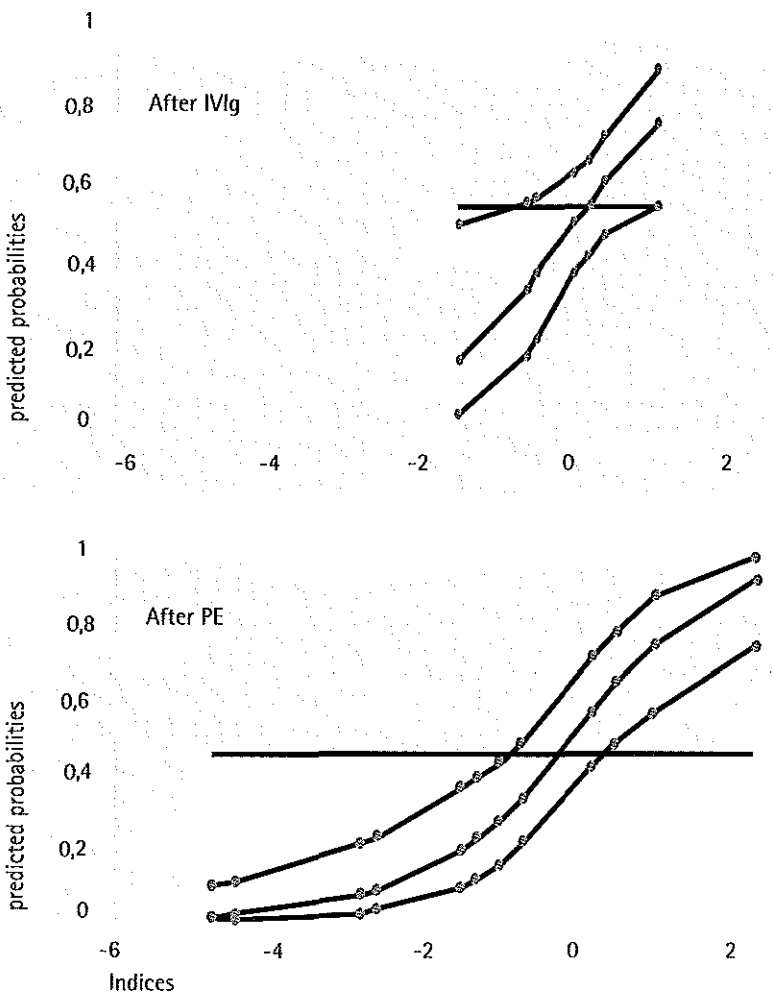 1
After IVIg
0,8
0,6
0,4
0,2
0
predicted probabilities
-6 -4 -2 0 2
1
After PE
0,8
0,6
0,4
0,2
0
predicted probabilities
-6 -4 -2 0 2
Indices